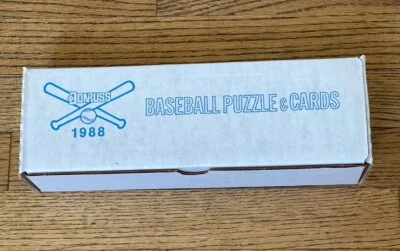 DONRUSS
1988
BASEBALL PUZZLE & CARDS